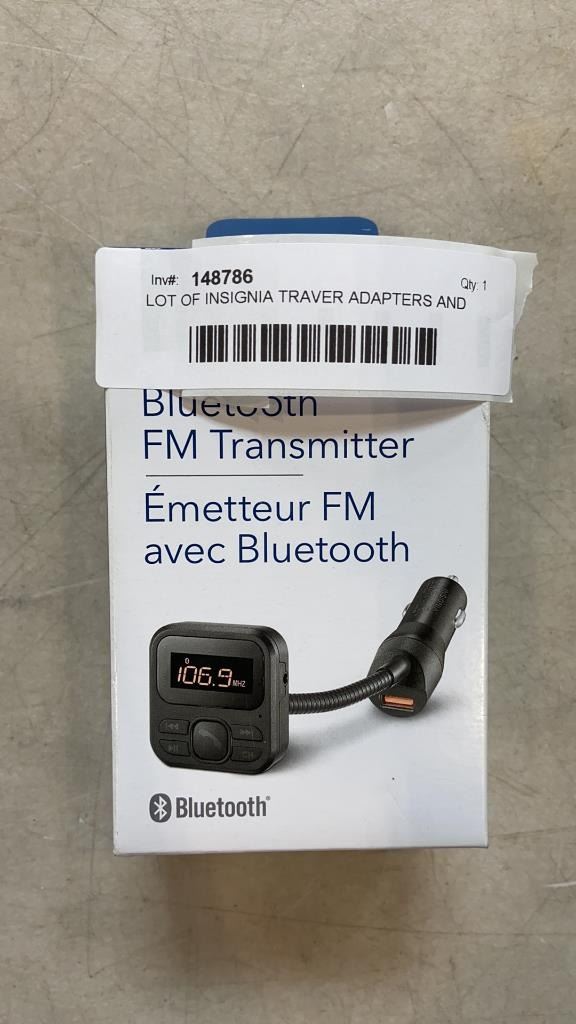 Inv#: 148786 Qty: 1
LOT OF INSIGNIA TRAVER ADAPTERS AND
Bluetooth
FM Transmitter
Émetteur FM
avec Bluetooth
106.9 MHZ
CH
Bluetooth®